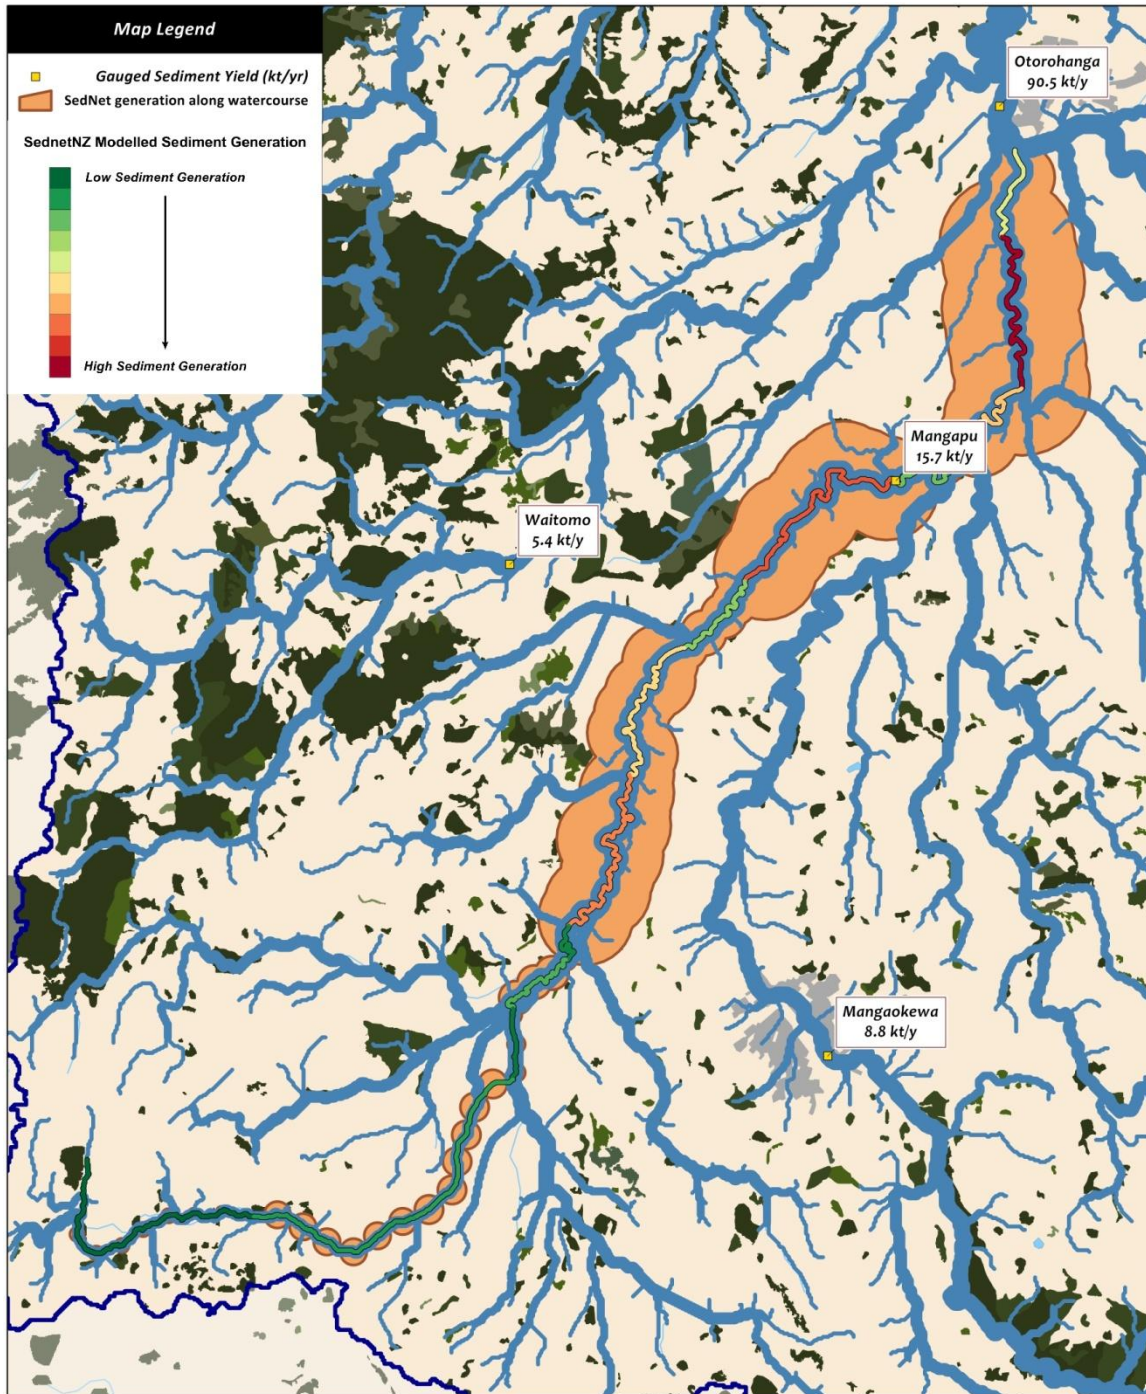 Map Legend
Gauged Sediment Yield (kt/yr)
SedNet generation along watercourse
SednetNZ Modelled Sediment Generation
Low Sediment Generation
High Sediment Generation
Otorohanga
90.5 kt/y
Mangapu
15.7 kt/y
Waitomo
5.4 kt/y
Mangaokewa
8.8 kt/y